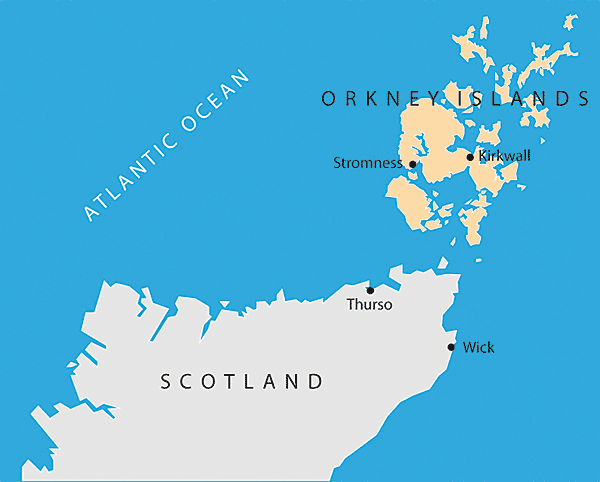 ATLANTIC OCEAN
ORKNEY ISLANDS
Stromness
Kirkwall
Thurso
Wick
SCOTLAND